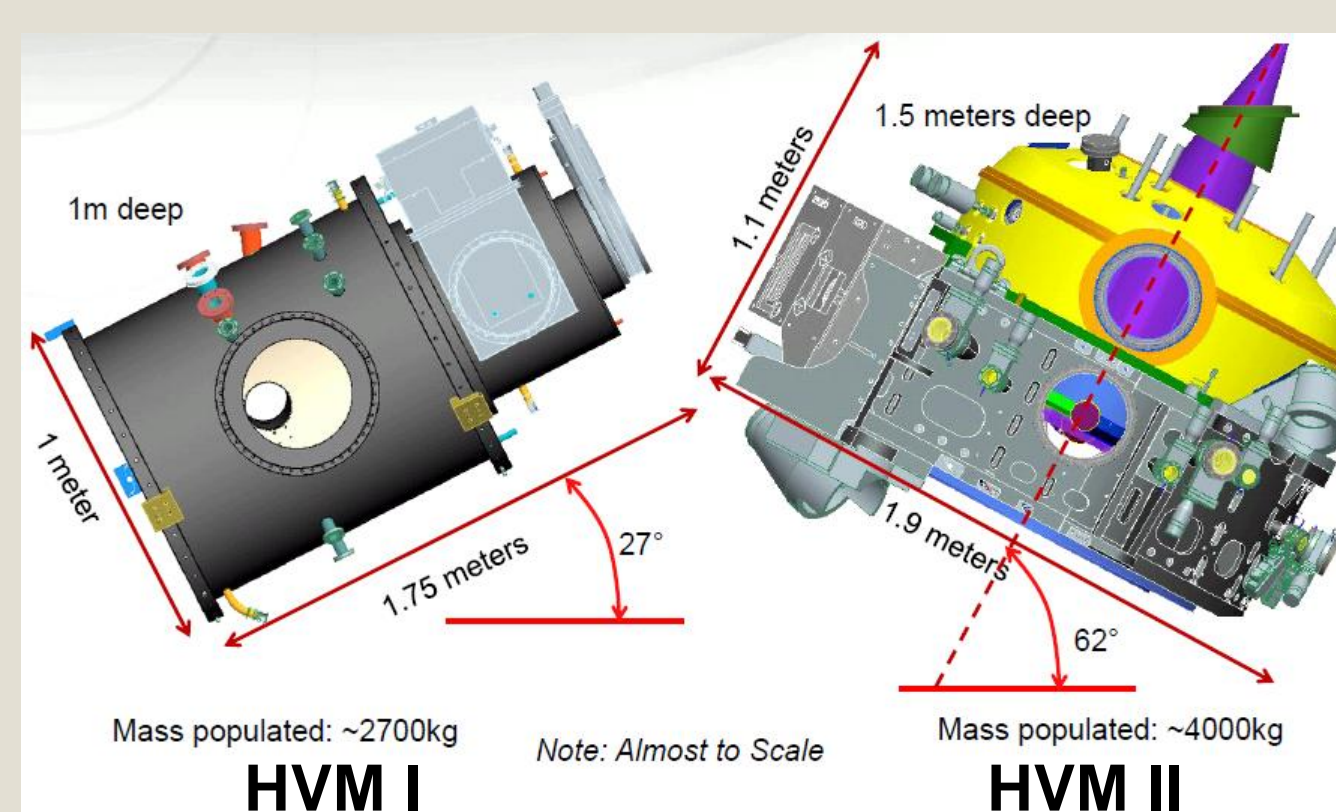 1m deep
1 meter
1.75 meters
27°
Mass populated: ~2700kg
HVM I
Note: Almost to Scale
1.5 meters deep
1.1 meters
1.9 meters
62°
Mass populated: ~4000kg
HVM II